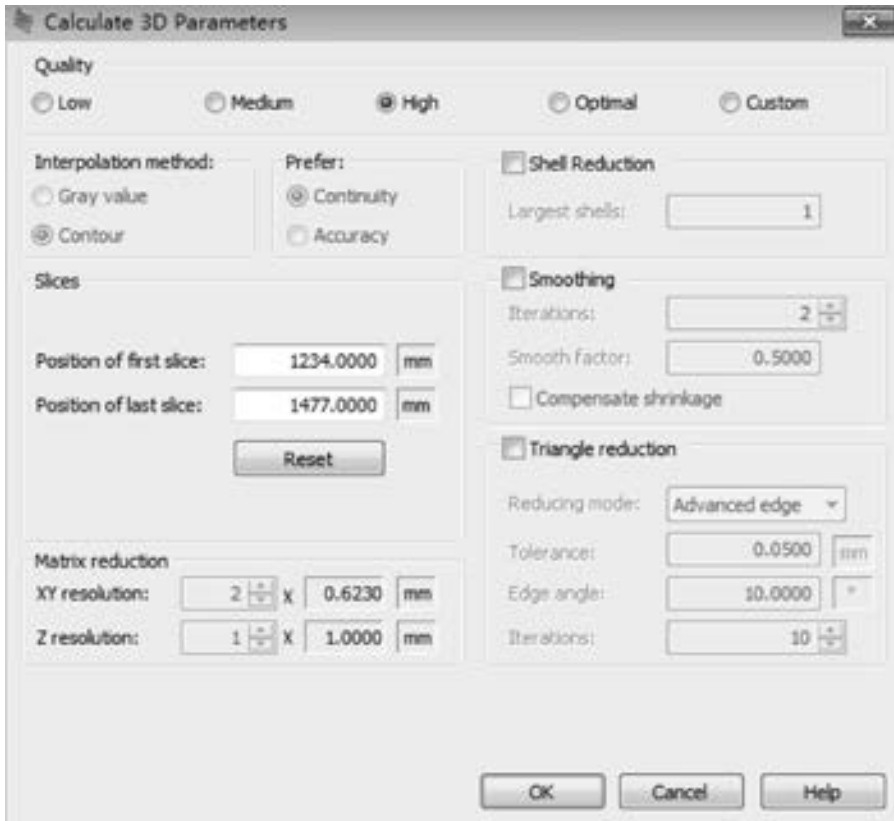 Calculate 3D Parameters
Quality
Low Medium High Optimal Custom
Interpolation method:
Gray value
Contour
Prefer:
Continuity
Accuracy
Shell Reduction
Largest shells: 1
Slices
Position of first slice: 1234.0000 mm
Position of last slice: 1477.0000 mm
Reset
Smoothing
Iterations: 2
Smooth factor: 0.5000
Compensate shrinkage
Matrix reduction
XY resolution: 2 x 0.6230 mm
Z resolution: 1 x 1.0000 mm
Triangle reduction
Reducing mode: Advanced edge
Tolerance: 0.0500 mm
Edge angle: 10.0000 °
Iterations: 10
OK Cancel Help